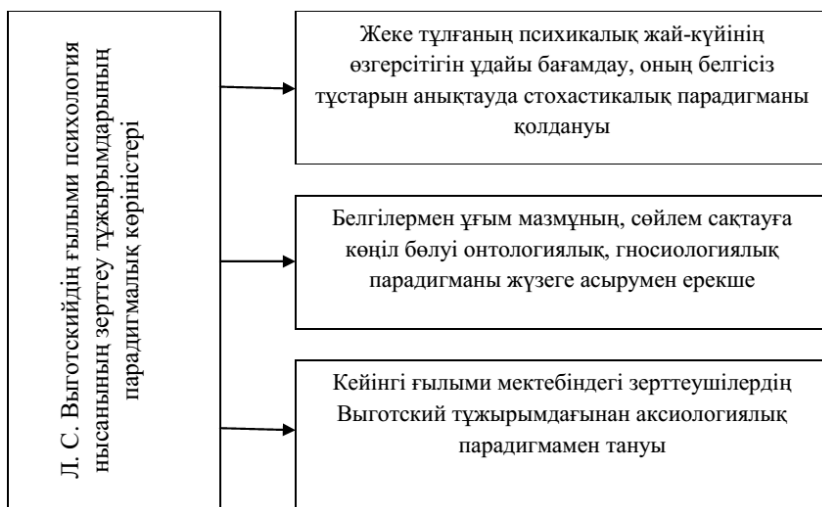 Л. С. Выготскийдің ғылыми психология
нысанының зерттеу тұжырымдарының
парадигмалық көріністері
Жеке тұлғаның психикалық жай-күйінің
өзгерсітігін ұдайы бағамдау, оның белгісіз
тұстарын анықтауда стохастикалық парадигманы
қолдануы
Белгілермен ұғым мазмұның, сөйлем сақтауға
көңіл бөлуі онтологиялық, гносиологиялық
парадигманы жүзеге асырумен ерекше
Кейінгі ғылыми мектебіндегі зерттеушілердің
Выготский тұжырымдағынан аксиологиялық
парадигмамен тануы